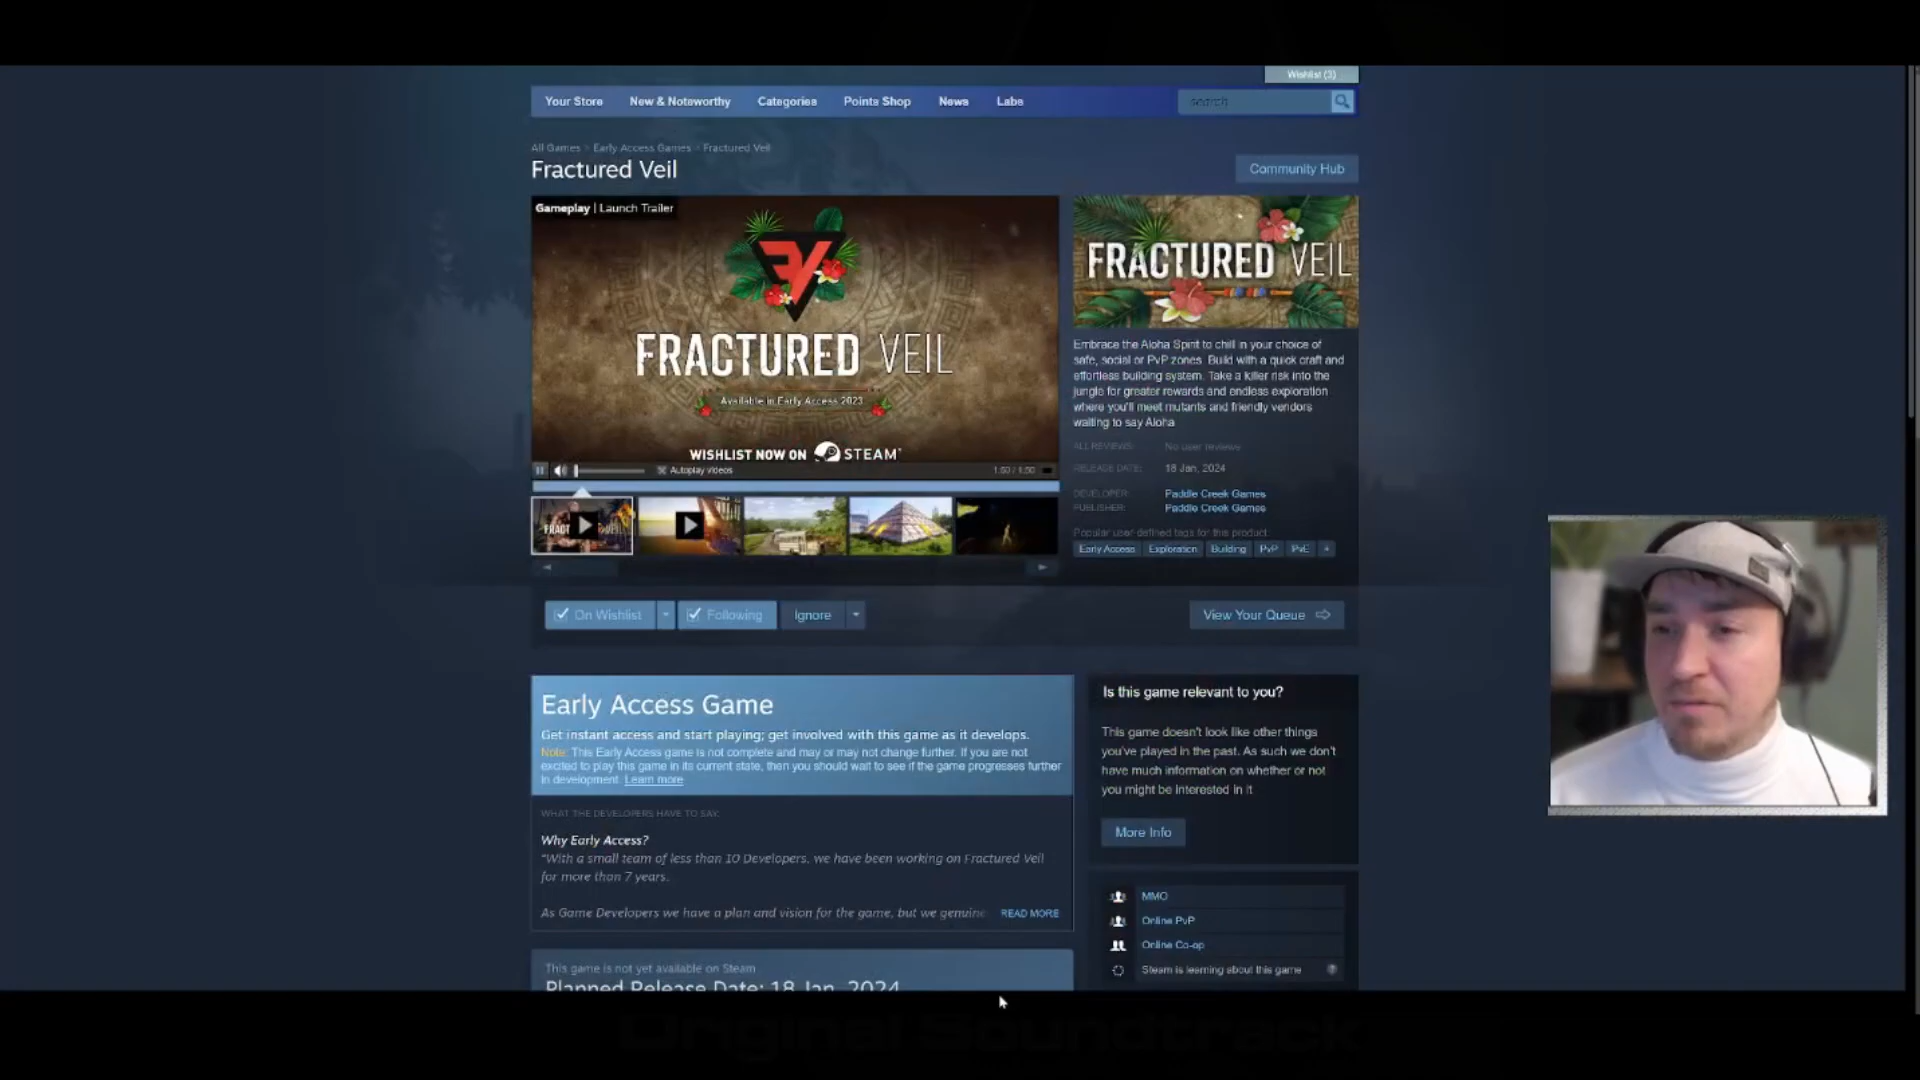 Wishlist (3)
Your Store New & Noteworthy Categories Points Shop News Labs search
All Games > Early Access Games > Fractured Veil
Fractured Veil
Community Hub
Gameplay | Launch Trailer
FRACTURED VEIL
Available in Early Access 2023
WISHLIST NOW ON STEAM
Autoplay videos
1:50 / 1:50
FRACTURED VEIL
Embrace the Aloha Spirit to chill in your choice of
safe, social or PvP zones. Build with a quick craft and
effortless building system. Take a killer risk into the
jungle for greater rewards and endless exploration
where you'll meet mutants and friendly vendors
waiting to say Aloha
ALL REVIEWS: No user reviews
RELEASE DATE: 18 Jan, 2024
DEVELOPER: Paddle Creek Games
PUBLISHER: Paddle Creek Games
Popular user defined tags for this product:
Early Access Exploration Building PvP PvE +
On Wishlist Following Ignore
View Your Queue
Early Access Game
Get instant access and start playing; get involved with this game as it develops.
Note: This Early Access game is not complete and may or may not change further. If you are not
excited to play this game in its current state, then you should wait to see if the game progresses further
in development. Learn more
WHAT THE DEVELOPERS HAVE TO SAY:
Why Early Access?
"With a small team of less than 10 Developers, we have been working on Fractured Veil
for more than 7 years.
As Game Developers we have a plan and vision for the game, but we genuine
READ MORE
This game is not yet available on Steam
Planned Release Date: 18 Jan, 2024
Is this game relevant to you?
This game doesn't look like other things
you've played in the past. As such we don't
have much information on whether or not
you might be interested in it
More Info
MMO
Online PvP
Online Co-op
Steam is learning about this game
Original Soundtrack